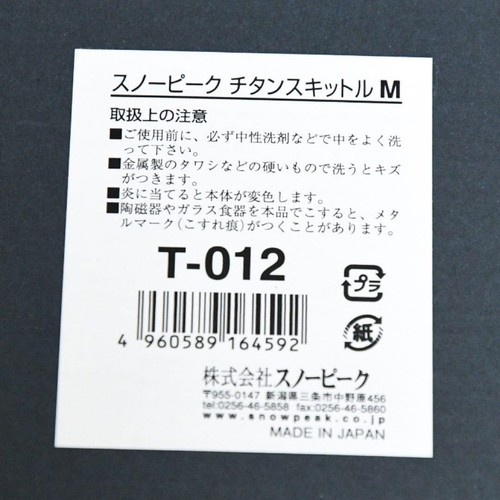 スノーピーク チタンスキットル M
取扱上の注意
■ご使用前に、必ず中性洗剤などで中をよく洗
って下さい。
■金属製のタワシなどの硬いもので洗うとキズ
がつきます。
■炎に当てると本体が変色します。
■陶磁器やガラス食器を本品でこすると、メタ
ルマーク(こすれ痕)がつくことがあります。
T-012
プラ
紙
4 960589 164592
株式会社スノーピーク
〒955-0147 新潟県三条市中野原456
tel:0256-46-5858 fax:0256-46-5860
www.snowpeak.co.jp
MADE IN JAPAN